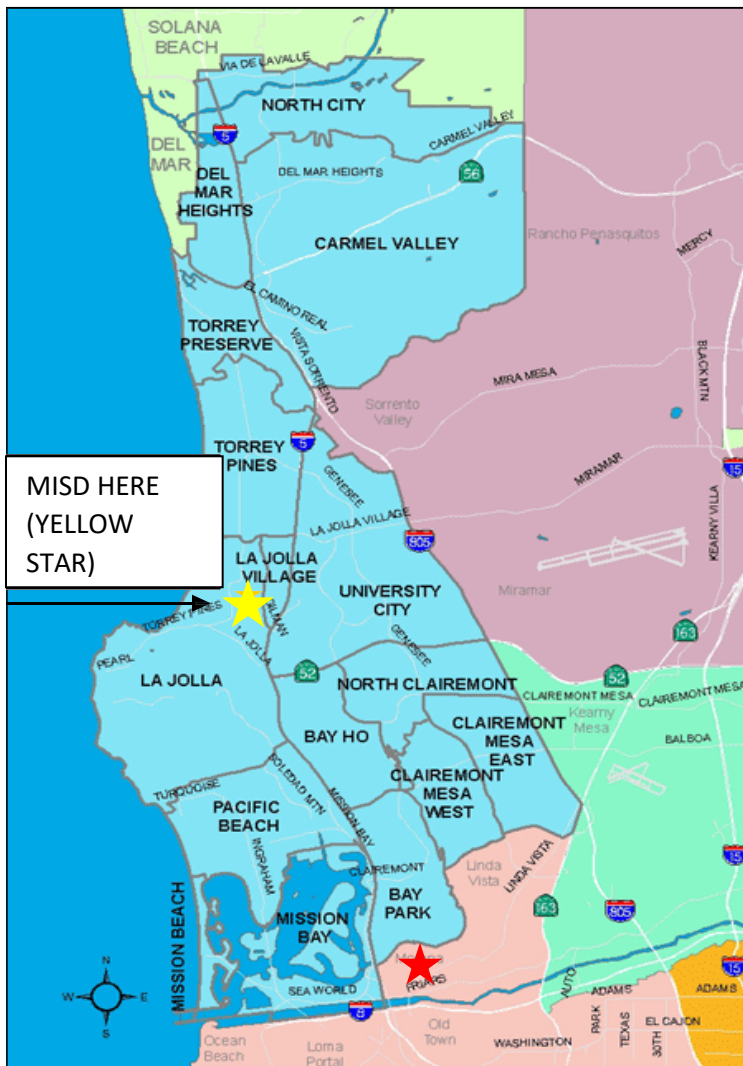 SOLANA
BEACH
VIA DE LAVALLE
NORTH CITY
5
CARMEL VALLEY
DEL
MAR
DEL
MAR
HEIGHTS
DEL MAR HEIGHTS
56
CARMEL VALLEY
Rancho Penasquitos
MERCY
EL CAMINO REAL
TORREY
PRESERVE
VISTA SORRENTO
BLACK MTN
MIRA MESA
Sorrento
Valley
TORREY
PINES
5
GENESEE
MIRAMAR
15
KEARNY VILLA
MISD HERE
(YELLOW
STAR)
LA JOLLA VILLAGE
805
LA JOLLA
VILLAGE
UNIVERSITY
CITY
Miramar
TORREY PINES
GENESEE
163
PEARL
LA JOLLA
LA JOLLA
52
NORTH CLAIREMONT
52
CLAIREMONT MESA
CLAIREMONT MESA
Kearny
Mesa
BAY HO
CLAIREMONT
MESA
EAST
BALBOA
CLAIREMONT
MESA
WEST
TURQUOISE
SOLEDAD MTN
MISSION BAY
PACIFIC
BEACH
INGRAHAM
CLAIREMONT
Linda
Vista
LINDA VISTA
15
BAY
PARK
163
805
MISSION
BAY
MISSION BEACH
FRIARS
15
N
W
E
S
SEA WORLD
8
AUTO
ADAMS
ADAMS
PARK
TEXAS
30TH
EL CAJON
Ocean
Beach
Loma
Portal
Old
Town
WASHINGTON